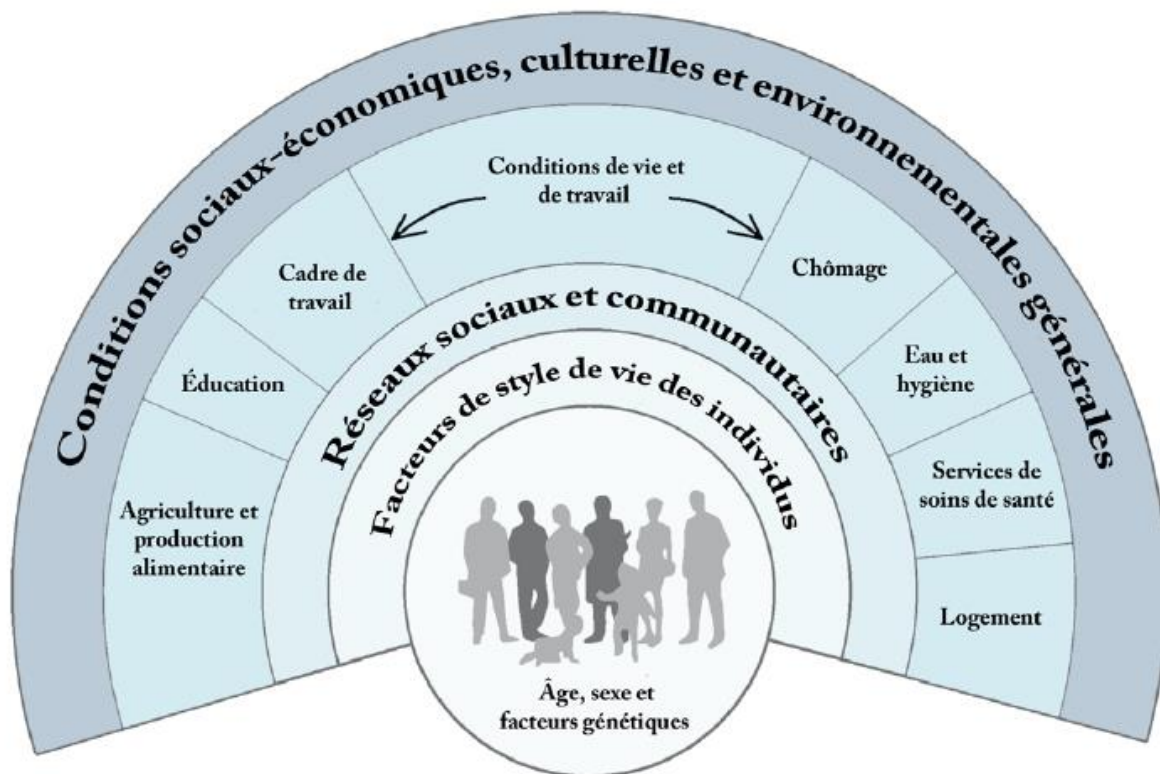 Conditions sociaux-économiques, culturelles et environnementales générales
Conditions de vie et
de travail
Cadre de
travail
Chômage
Éducation
Eau et
hygiène
Agriculture et
production
alimentaire
Services de
soins de santé
Logement
Réseaux sociaux et communautaires
Facteurs de style de vie des individus
Âge, sexe et
facteurs génétiques